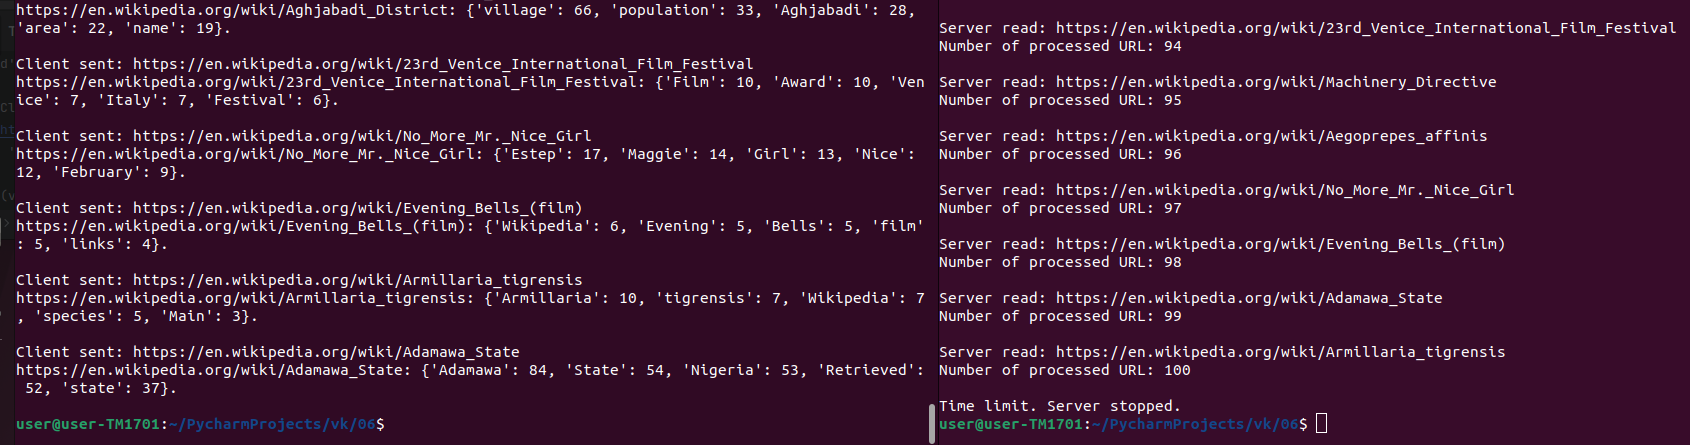 https://en.wikipedia.org/wiki/Aghjabadi_District: {'village': 66, 'population': 33, 'Aghjabadi': 28,
'area': 22, 'name': 19}.
Client sent: https://en.wikipedia.org/wiki/23rd_Venice_International_Film_Festival
https://en.wikipedia.org/wiki/23rd_Venice_International_Film_Festival: {'Film': 10, 'Award': 10, 'Ven
ice': 7, 'Italy': 7, 'Festival': 6}.
Client sent: https://en.wikipedia.org/wiki/No_More_Mr._Nice_Girl
https://en.wikipedia.org/wiki/No_More_Mr._Nice_Girl: {'Estep': 17, 'Maggie': 14, 'Girl': 13, 'Nice':
12, 'February': 9}.
Client sent: https://en.wikipedia.org/wiki/Evening_Bells_(film)
https://en.wikipedia.org/wiki/Evening_Bells_(film): {'Wikipedia': 6, 'Evening': 5, 'Bells': 5, 'film'
: 5, 'links': 4}.
Client sent: https://en.wikipedia.org/wiki/Armillaria_tigrensis
https://en.wikipedia.org/wiki/Armillaria_tigrensis: {'Armillaria': 10, 'tigrensis': 7, 'Wikipedia': 7
, 'species': 5, 'Main': 3}.
Client sent: https://en.wikipedia.org/wiki/Adamawa_State
https://en.wikipedia.org/wiki/Adamawa_State: {'Adamawa': 84, 'State': 54, 'Nigeria': 53, 'Retrieved':
52, 'state': 37}.
user@user-TM1701:~/PycharmProjects/vk/06$
Server read: https://en.wikipedia.org/wiki/23rd_Venice_International_Film_Festival
Number of processed URL: 94
Server read: https://en.wikipedia.org/wiki/Machinery_Directive
Number of processed URL: 95
Server read: https://en.wikipedia.org/wiki/Aegoprepes_affinis
Number of processed URL: 96
Server read: https://en.wikipedia.org/wiki/No_More_Mr._Nice_Girl
Number of processed URL: 97
Server read: https://en.wikipedia.org/wiki/Evening_Bells_(film)
Number of processed URL: 98
Server read: https://en.wikipedia.org/wiki/Adamawa_State
Number of processed URL: 99
Server read: https://en.wikipedia.org/wiki/Armillaria_tigrensis
Number of processed URL: 100
Time limit. Server stopped.
user@user-TM1701:~/PycharmProjects/vk/06$